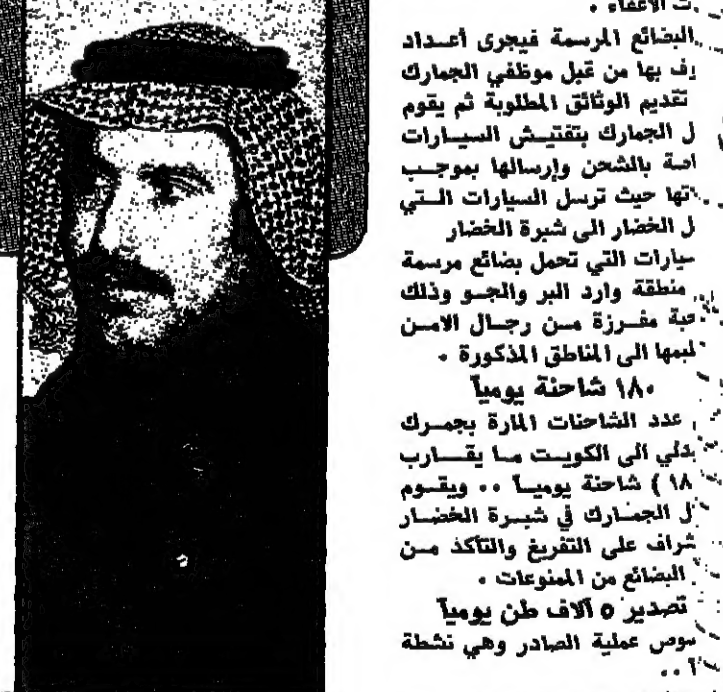 ت الاعفاء .
البضائع المرسمة فيجرى أعداد
رف بها من قبل موظفي الجمارك
تقديم الوثائق المطلوبة ثم يقوم
ل الجمارك بتفتيش السيارات
اصة بالشحن وإرسالها بموجب
تها حيث ترسل السيارات التي
ل الخضار الى شبرة الخضار
سيارات التي تحمل بضائع مرسمة
منطقة وارد البر والجو وذلك
حبة مفرزة من رجال الامن
ليمها الى المناطق المذكورة .
١٨٠ شاحنة يومياً
عدد الشاحنات المارة بجمرك
بدلي الى الكويت ما يقارب
١٨ ) شاحنة يومياً .. ويقوم
ل الجمارك في شبرة الخضار
شراف على التفريغ والتأكد من
البضائع من الممنوعات .
تصدير ٥ آلاف طن يومياً
سوص عملية الصادر وهي نشطة
اً ..